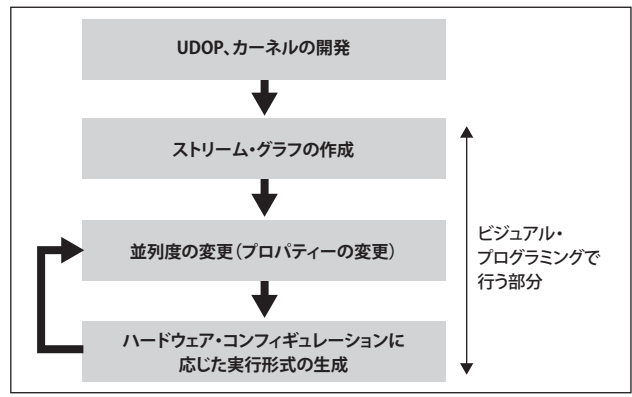 UDOP、カーネルの開発
ストリーム・グラフの作成
並列度の変更（プロパティーの変更）
ハードウェア・コンフィギュレーションに
応じた実行形式の生成
ビジュアル・
プログラミングで
行う部分